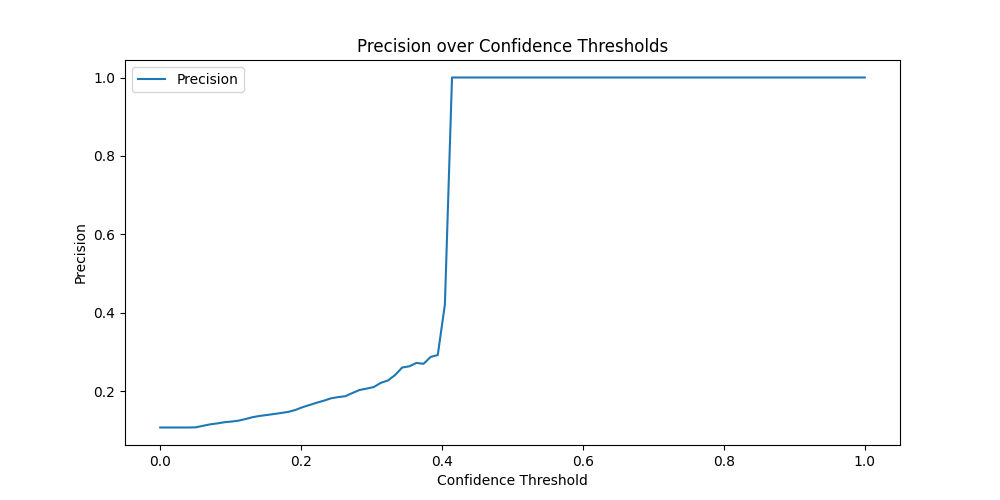 Precision over Confidence Thresholds
Precision
1.0
0.8
0.6
0.4
0.2
Precision
0.0 0.2 0.4 0.6 0.8 1.0
Confidence Threshold